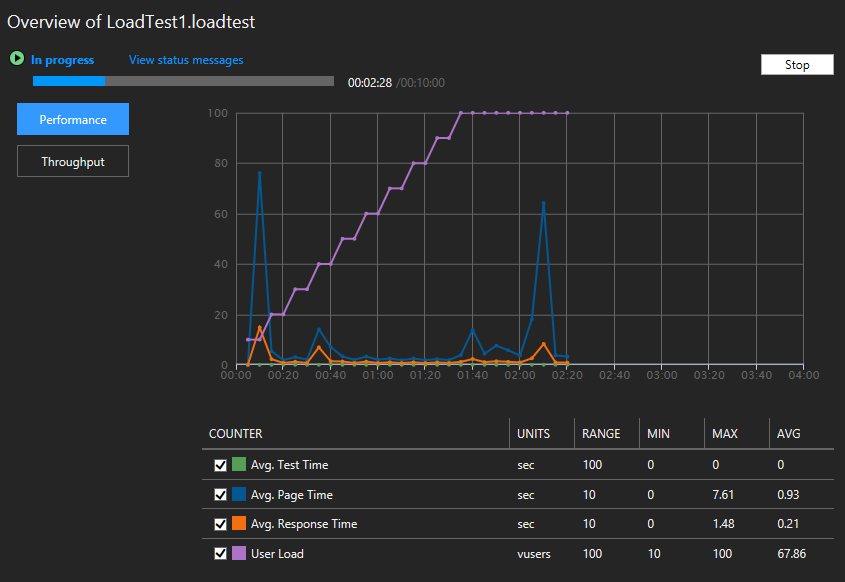 Overview of LoadTest1.loadtest
In progress View status messages
00:02:28 /00:10:00
Stop
Performance
Throughput
100
80
60
40
20
0
00:00 00:20 00:40 01:00 01:20 01:40 02:00 02:20 02:40 03:00 03:20 03:40 04:00
COUNTER UNITS RANGE MIN MAX AVG
Avg. Test Time sec 100 0 0 0
Avg. Page Time sec 10 0 7.61 0.93
Avg. Response Time sec 10 0 1.48 0.21
User Load vusers 100 10 100 67.86